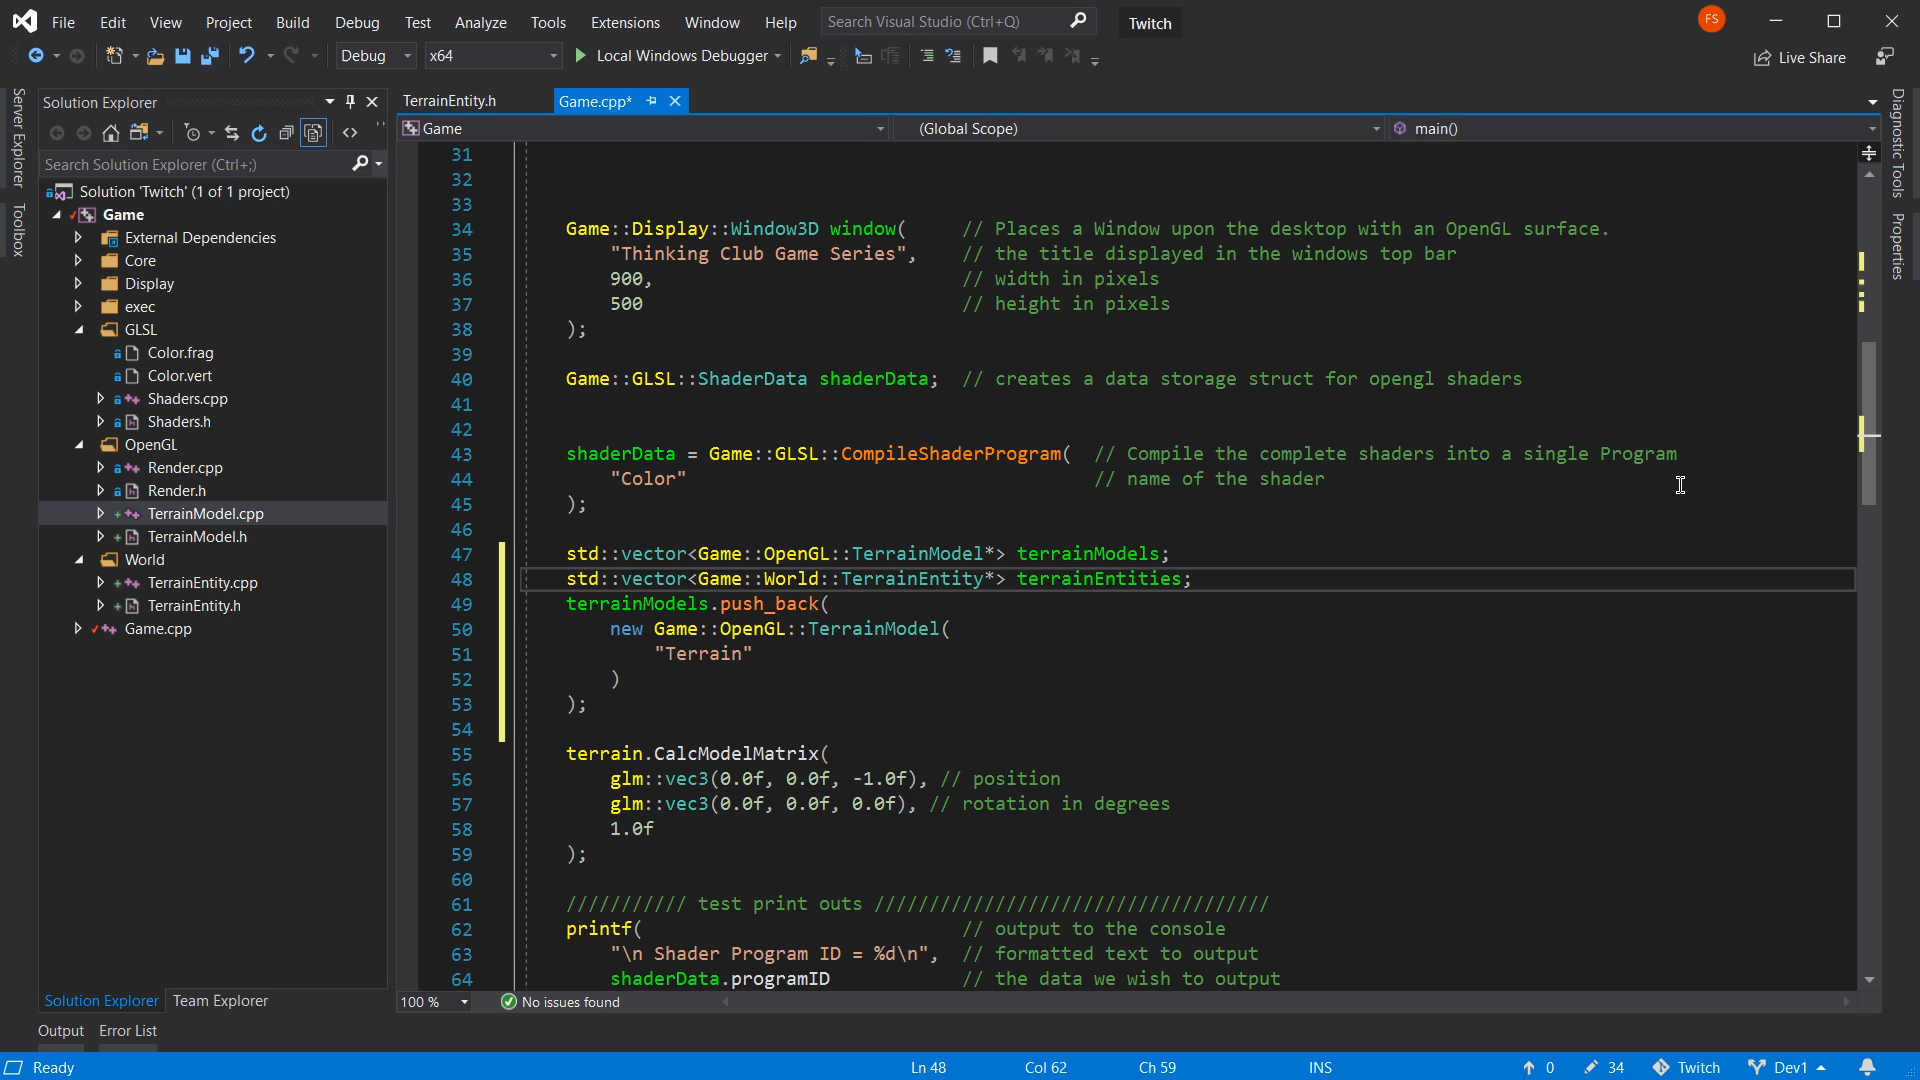 File Edit View Project Build Debug Test Analyze Tools Extensions Window Help Search Visual Studio (Ctrl+Q) Twitch FS
Debug x64 Local Windows Debugger Live Share
Server Explorer
Toolbox
Solution Explorer
Search Solution Explorer (Ctrl+;)
Solution 'Twitch' (1 of 1 project)
Game
External Dependencies
Core
Display
exec
GLSL
Color.frag
Color.vert
Shaders.cpp
Shaders.h
OpenGL
Render.cpp
Render.h
TerrainModel.cpp
TerrainModel.h
World
TerrainEntity.cpp
TerrainEntity.h
Game.cpp
Solution Explorer Team Explorer
TerrainEntity.h Game.cpp*
Game (Global Scope) main()
31
32
33
34 Game::Display::Window3D window( // Places a Window upon the desktop with an OpenGL surface.
35 "Thinking Club Game Series", // the title displayed in the windows top bar
36 900, // width in pixels
37 500 // height in pixels
38 );
39
40 Game::GLSL::ShaderData shaderData; // creates a data storage struct for opengl shaders
41
42
43 shaderData = Game::GLSL::CompileShaderProgram( // Compile the complete shaders into a single Program
44 "Color" // name of the shader
45 );
46
47 std::vector<Game::OpenGL::TerrainModel*> terrainModels;
48 std::vector<Game::World::TerrainEntity*> terrainEntities;
49 terrainModels.push_back(
50 new Game::OpenGL::TerrainModel(
51 "Terrain"
52 )
53 );
54
55 terrain.CalcModelMatrix(
56 glm::vec3(0.0f, 0.0f, -1.0f), // position
57 glm::vec3(0.0f, 0.0f, 0.0f), // rotation in degrees
58 1.0f
59 );
60
61 /////////// test print outs ////////////////////////////////////
62 printf( // output to the console
63 "\n Shader Program ID = %d\n", // formatted text to output
64 shaderData.programID // the data we wish to output
100 % No issues found
Diagnostic Tools
Properties
Output Error List
Ready Ln 48 Col 62 Ch 59 INS 0 34 Twitch Dev1